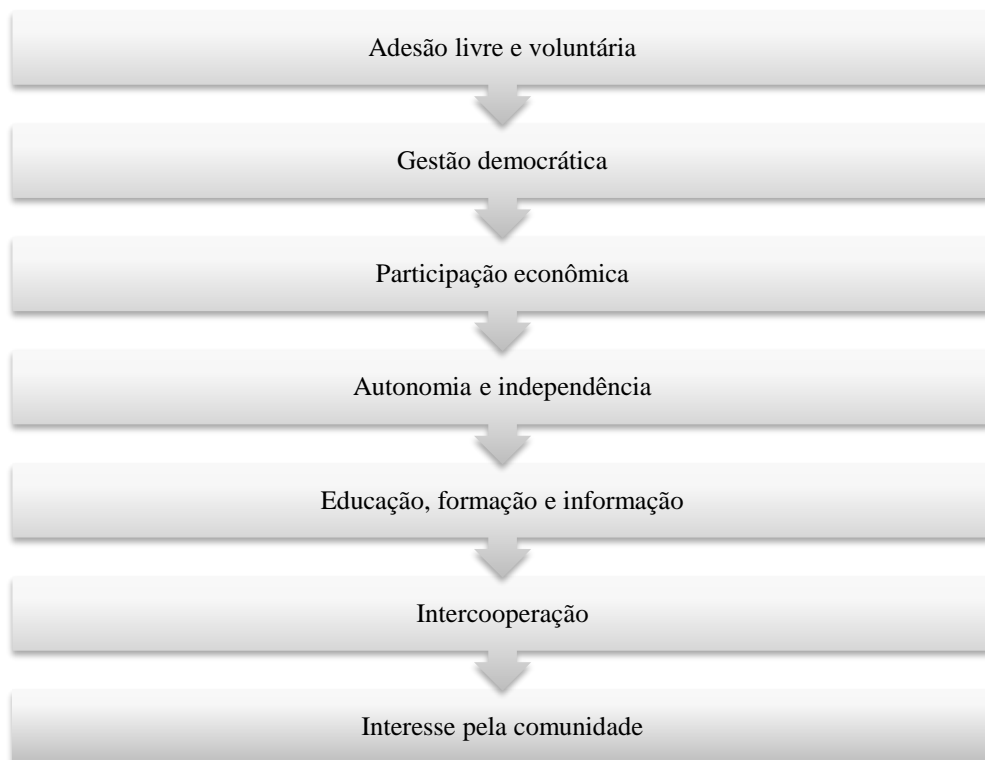 Adesão livre e voluntária
Gestão democrática
Participação econômica
Autonomia e independência
Educação, formação e informação
Intercooperação
Interesse pela comunidade